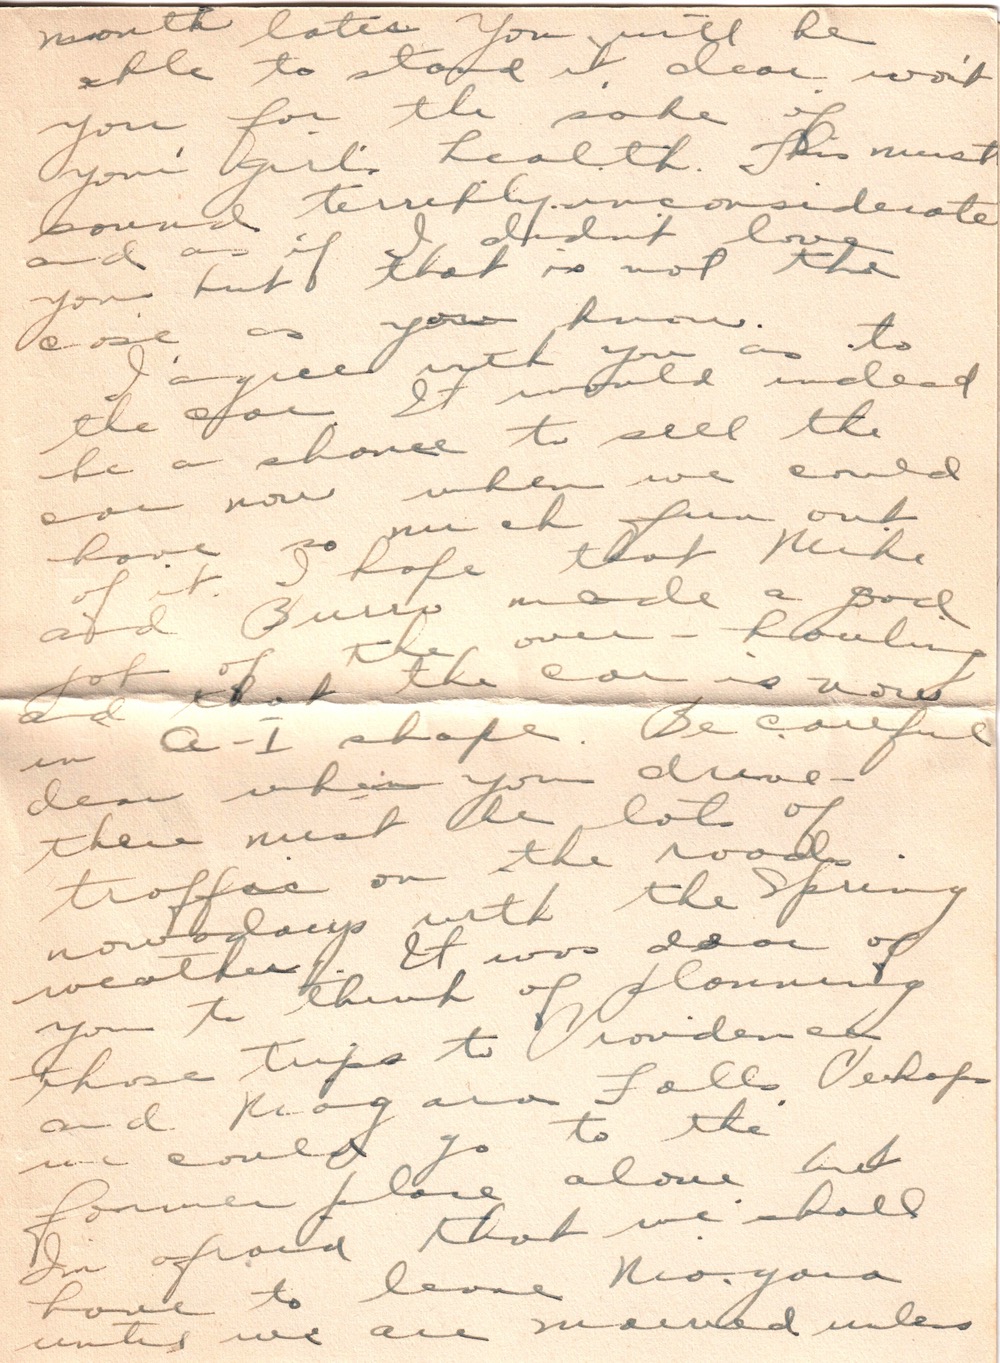 month later. You will be
able to stand it, dear, won't
you for the sake of
your girl's health. This must
sound terribly unconsiderate
and as if I didn't love
you but that is not the
case as you know.
I agree with you as to
the car. It would indeed
be a shame to sell the
car now when we could
have so much fun out
of it. I hope that Mike
and Burro made a good
job of the over-hauling
and that the car is now
in A-1 shape. Be careful
dear when you drive-
there must be lots of
traffic on the roads.
nowadays with the Spring
weather. It was dear of
you to think of planning
those trips to Providence
and Niagara Falls. Perhaps
we could go to the
former place alone but
I'm afraid that we shall
have to leave Niagara
until we are married unless